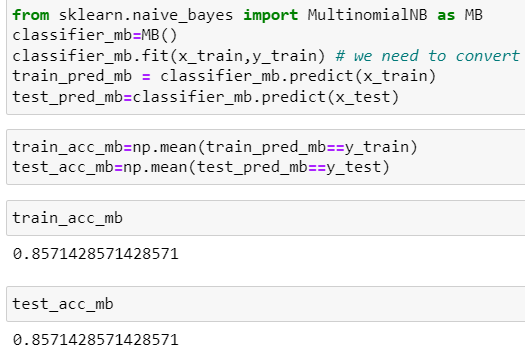 from sklearn.naive_bayes import MultinomialNB as MB
classifier_mb=MB()
classifier_mb.fit(x_train,y_train) # we need to convert
train_pred_mb = classifier_mb.predict(x_train)
test_pred_mb=classifier_mb.predict(x_test)
train_acc_mb=np.mean(train_pred_mb==y_train)
test_acc_mb=np.mean(test_pred_mb==y_test)
train_acc_mb
0.8571428571428571
test_acc_mb
0.8571428571428571